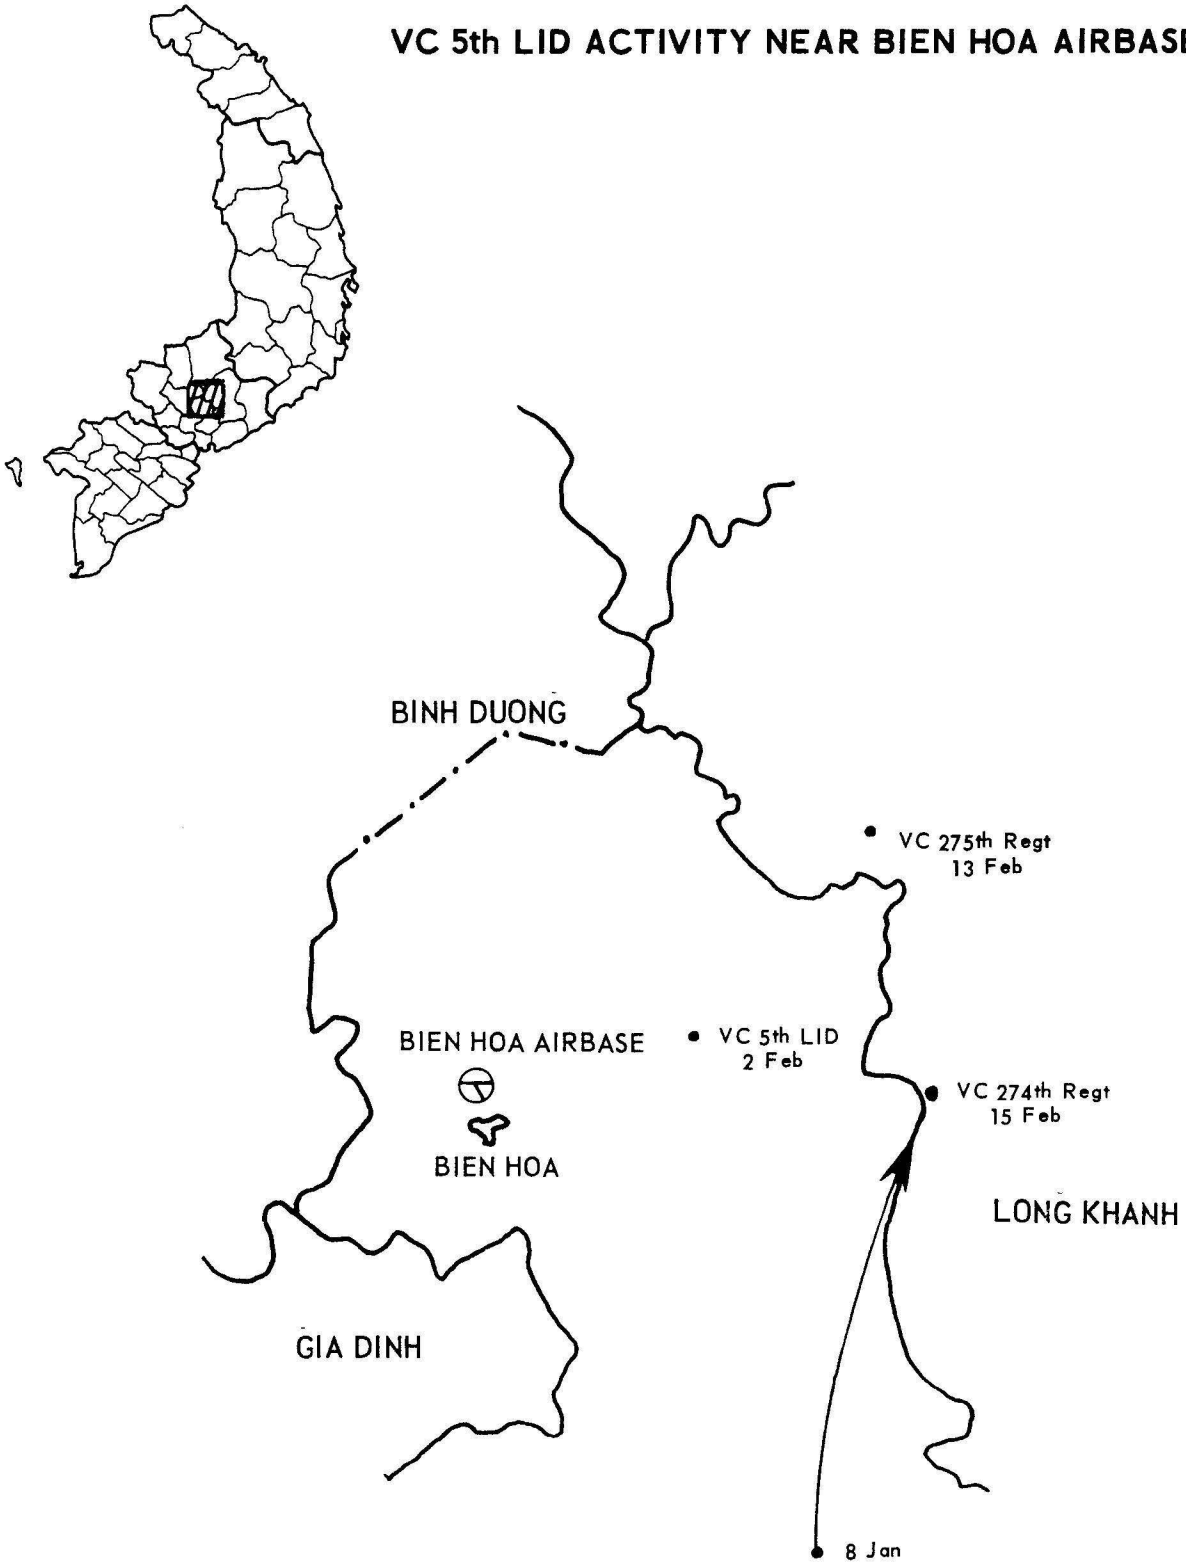 VC 5th LID ACTIVITY NEAR BIEN HOA AIRBASE
BINH DUONG
VC 275th Regt
13 Feb
BIEN HOA AIRBASE
VC 5th LID
2 Feb
VC 274th Regt
15 Feb
BIEN HOA
LONG KHANH
GIA DINH
8 Jan